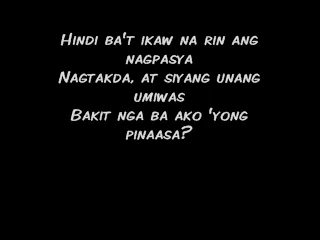 Hindi ba't ikaw na rin ang
nagpasya
Nagtakda, at siyang unang
umiwas
Bakit nga ba ako 'yong
pinaasa?